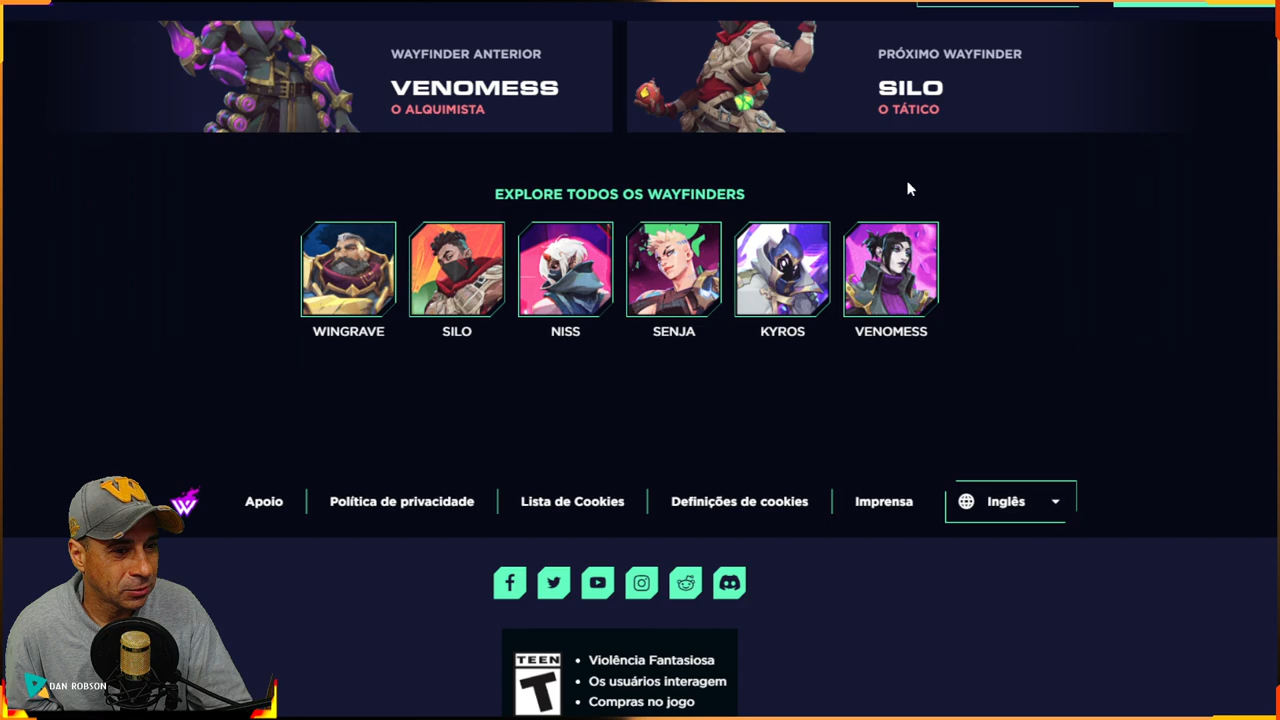 WAYFINDER ANTERIOR
VENOMESS
O ALQUIMISTA
PRÓXIMO WAYFINDER
SILO
O TÁTICO
EXPLORE TODOS OS WAYFINDERS
WINGRAVE
SILO
NISS
SENJA
KYROS
VENOMESS
Apoio
Política de privacidade
Lista de Cookies
Definições de cookies
Imprensa
Inglês
TEEN
T
• Violência Fantasiosa
• Os usuários interagem
• Compras no jogo
DAN ROBSON